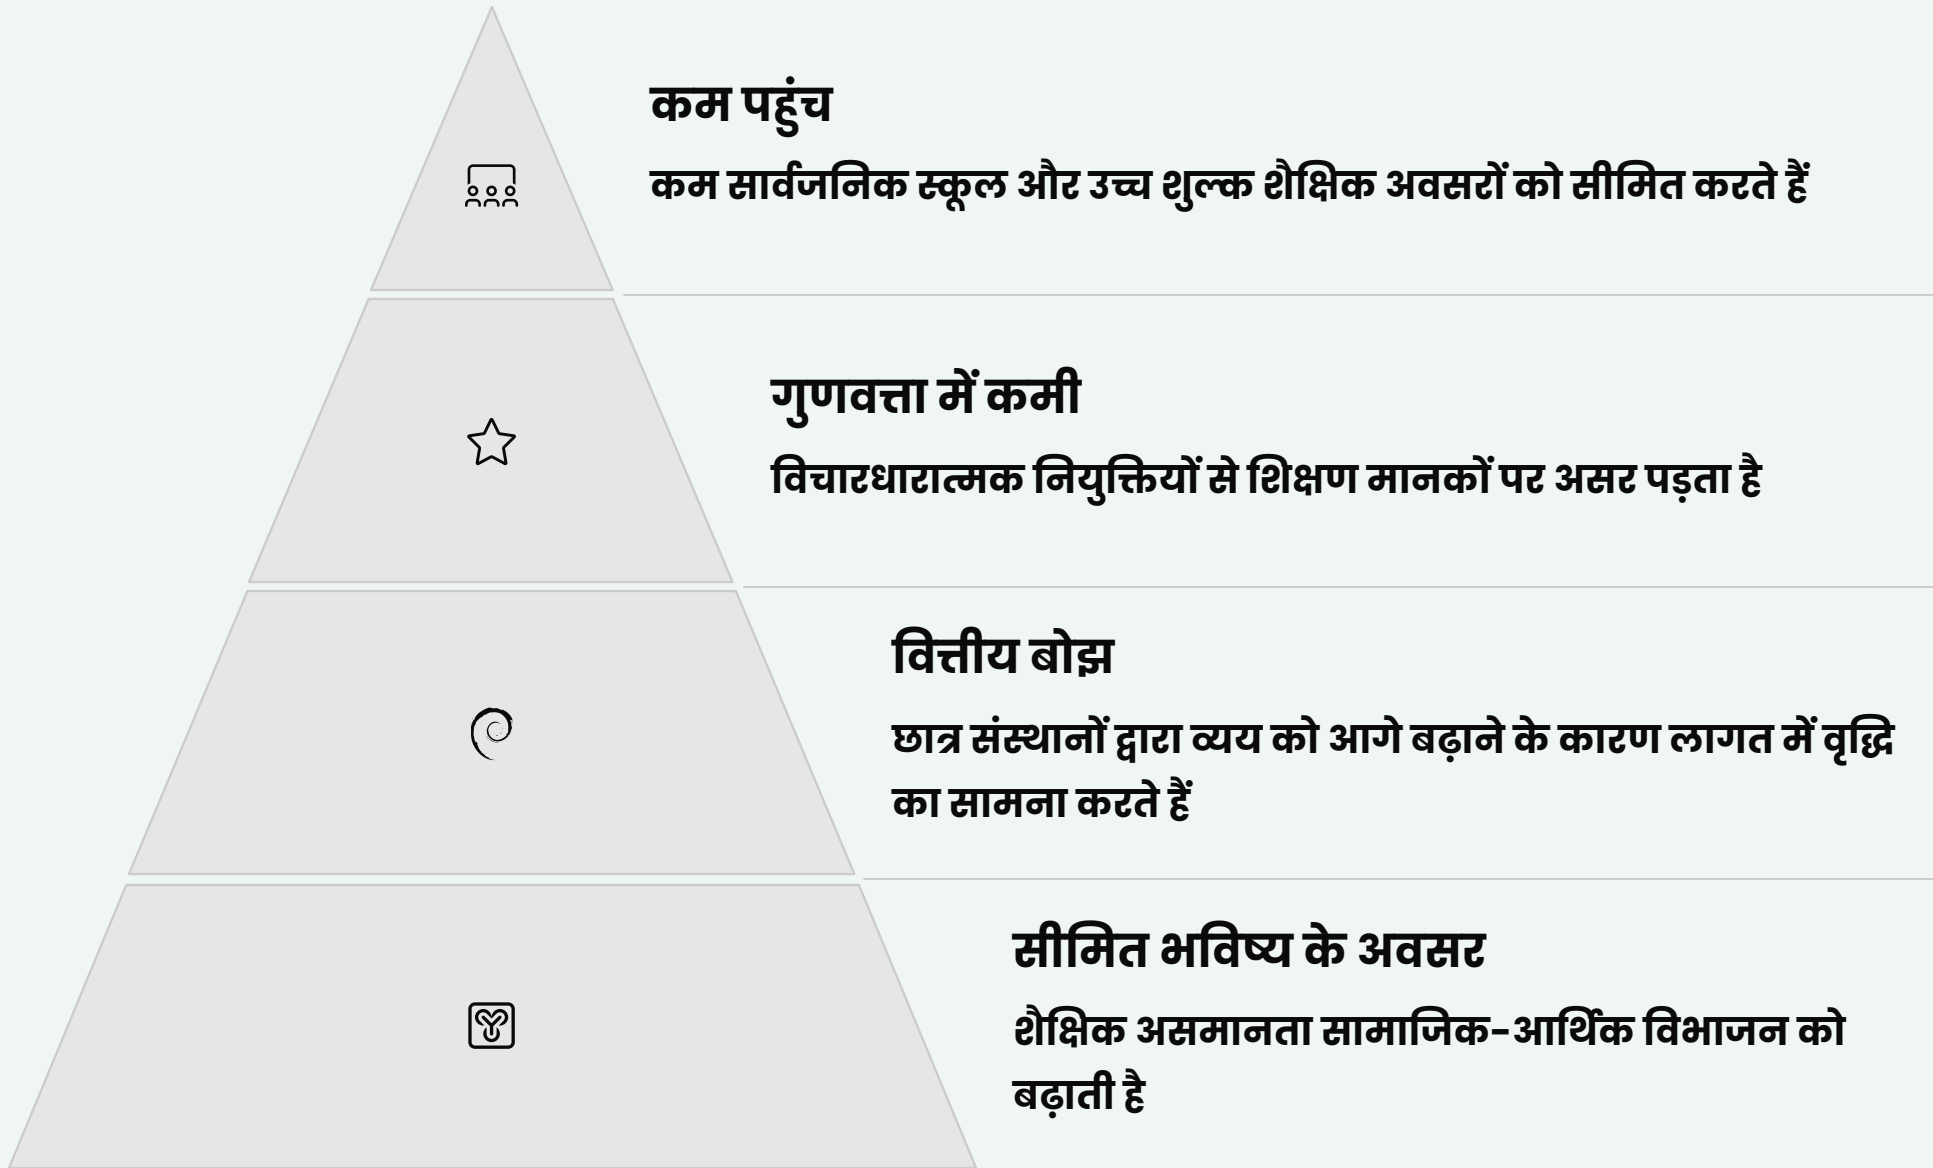 कम पहुंच
कम सार्वजनिक स्कूल और उच्च शुल्क शैक्षिक अवसरों को सीमित करते हैं
गुणवत्ता में कमी
विचारधारात्मक नियुक्तियों से शिक्षण मानकों पर असर पड़ता है
वित्तीय बोझ
छात्र संस्थानों द्वारा व्यय को आगे बढ़ाने के कारण लागत में वृद्धि
का सामना करते हैं
सीमित भविष्य के अवसर
शैक्षिक असमानता सामाजिक-आर्थिक विभाजन को
बढ़ाती है